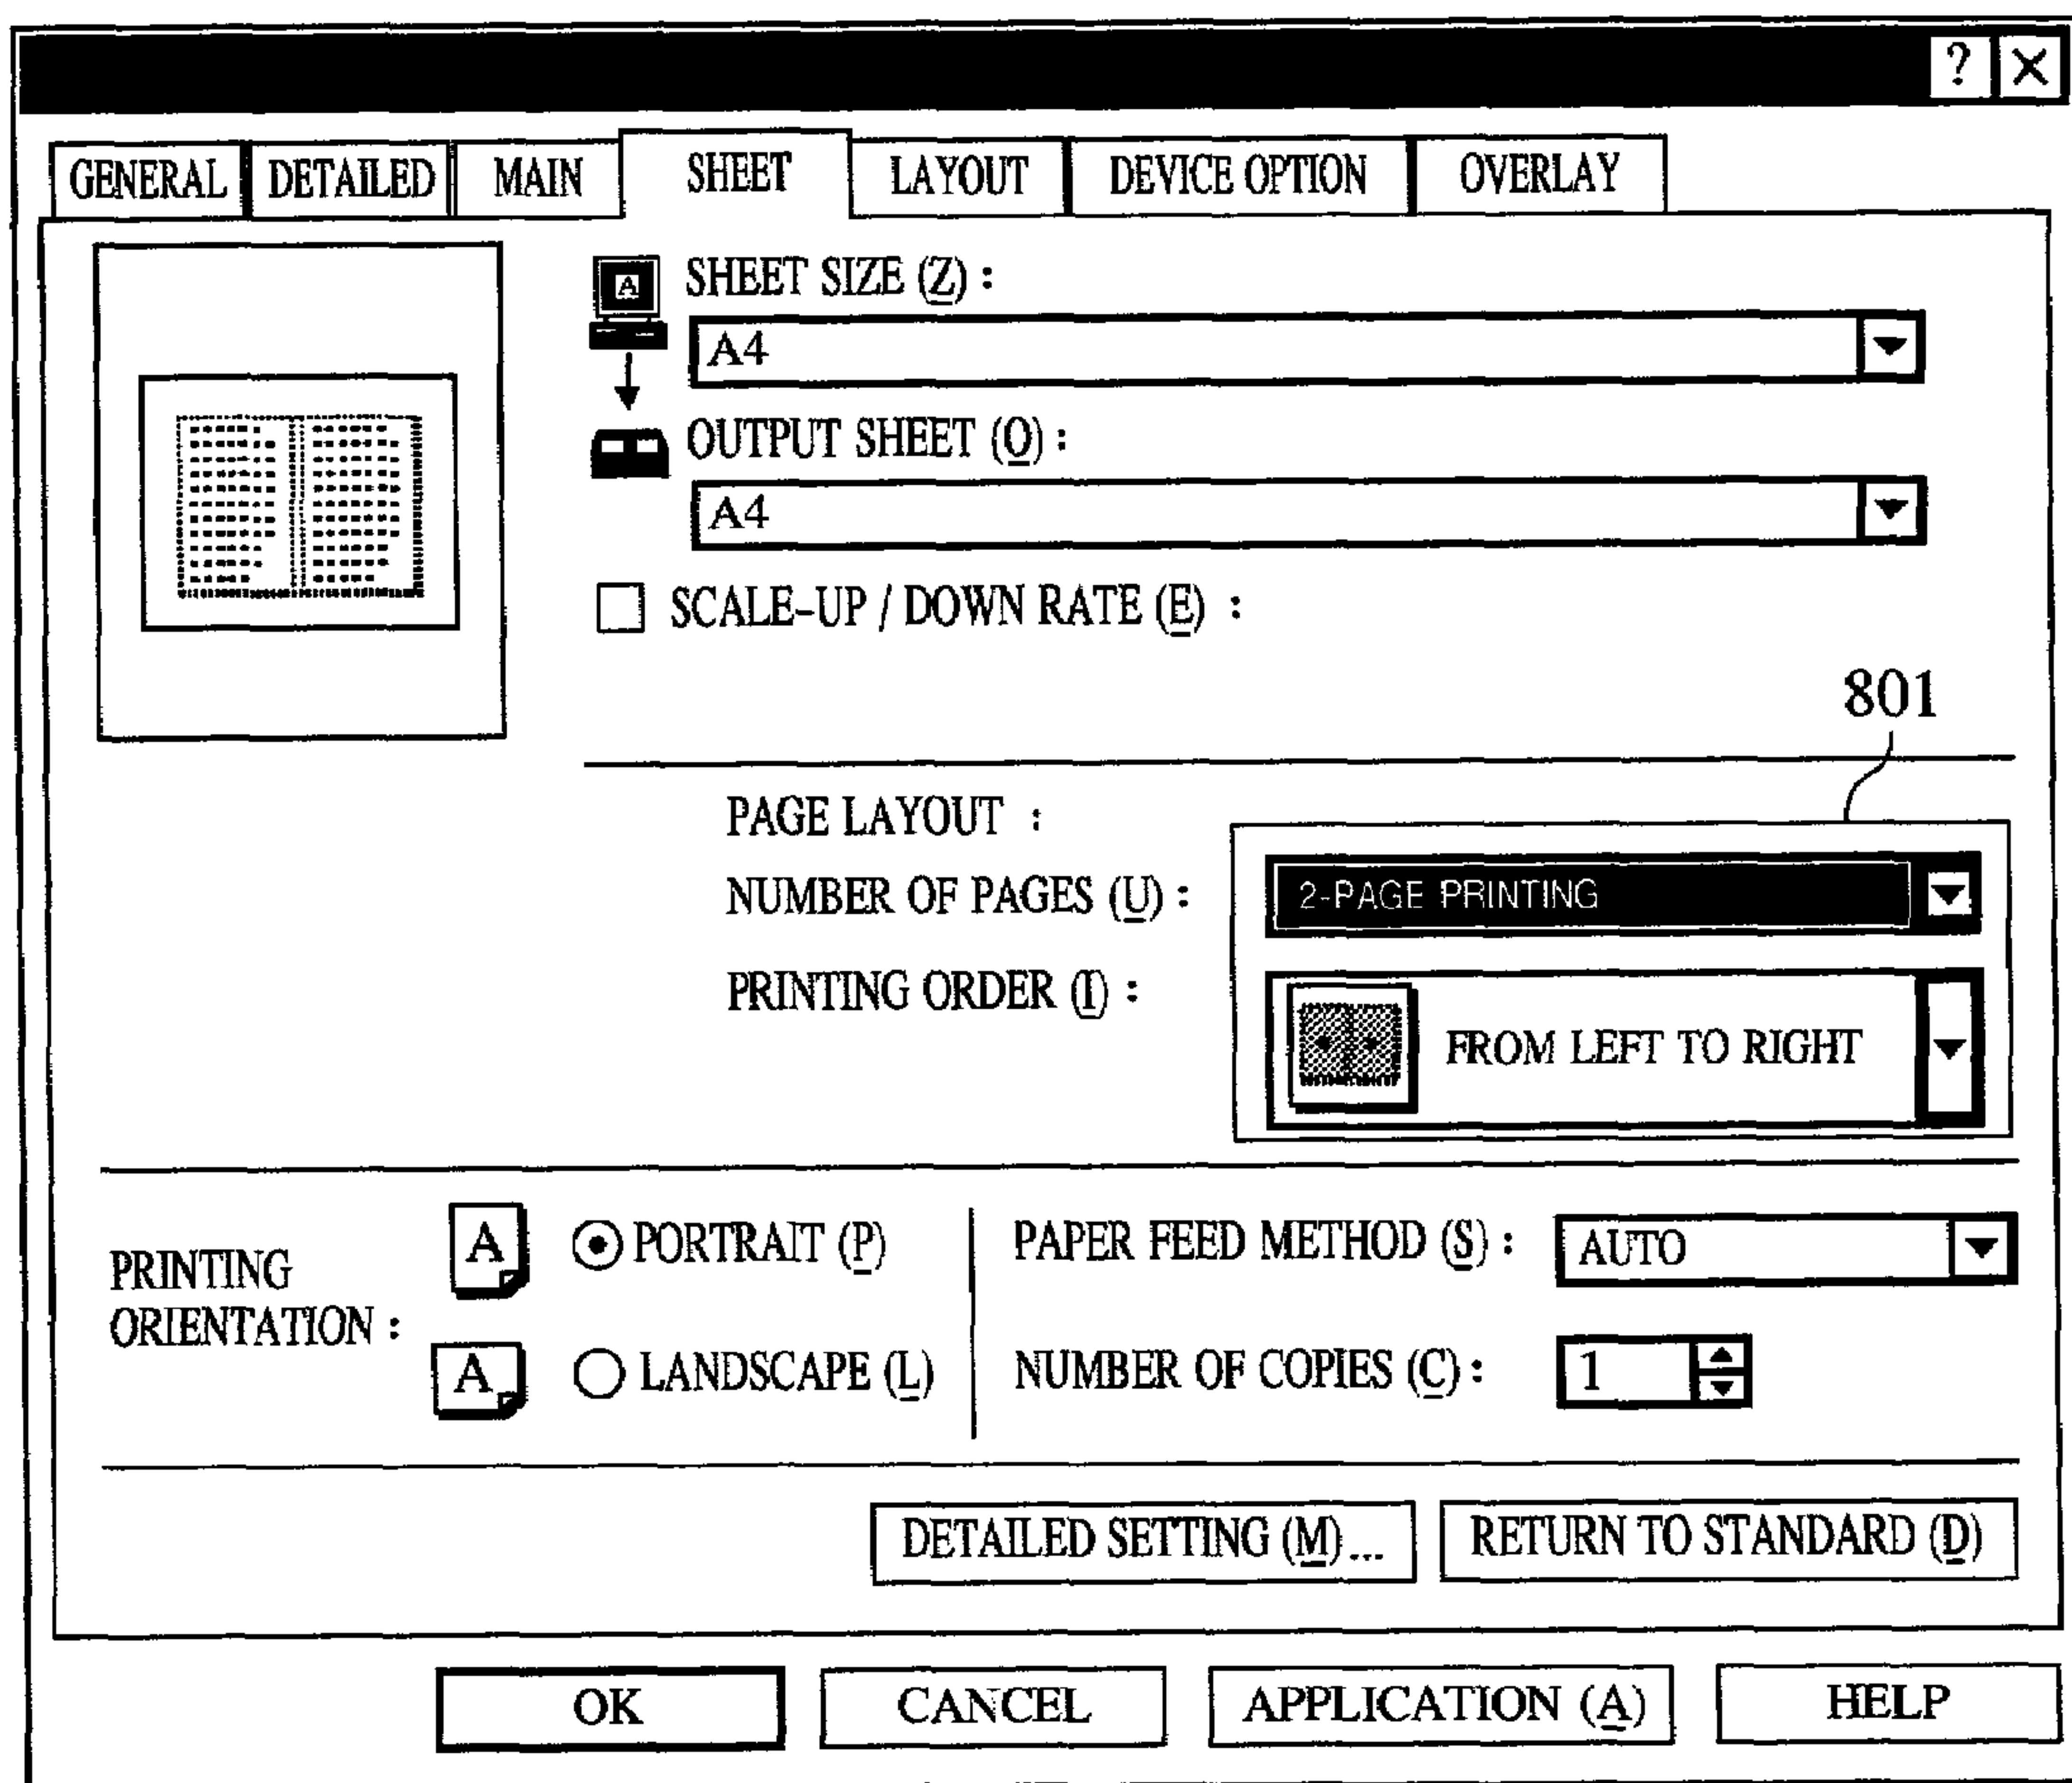 ? X
GENERAL DETAILED MAIN SHEET LAYOUT DEVICE OPTION OVERLAY
A SHEET SIZE (Z) :
A4
OUTPUT SHEET (O) :
A4
SCALE-UP / DOWN RATE (E) :
801
PAGE LAYOUT :
NUMBER OF PAGES (U) : 2-PAGE PRINTING
PRINTING ORDER (I) : FROM LEFT TO RIGHT
PRINTING ORIENTATION :
A PORTRAIT (P)
A LANDSCAPE (L)
PAPER FEED METHOD (S) : AUTO
NUMBER OF COPIES (C) : 1
DETAILED SETTING (M)... RETURN TO STANDARD (D)
OK CANCEL APPLICATION (A) HELP